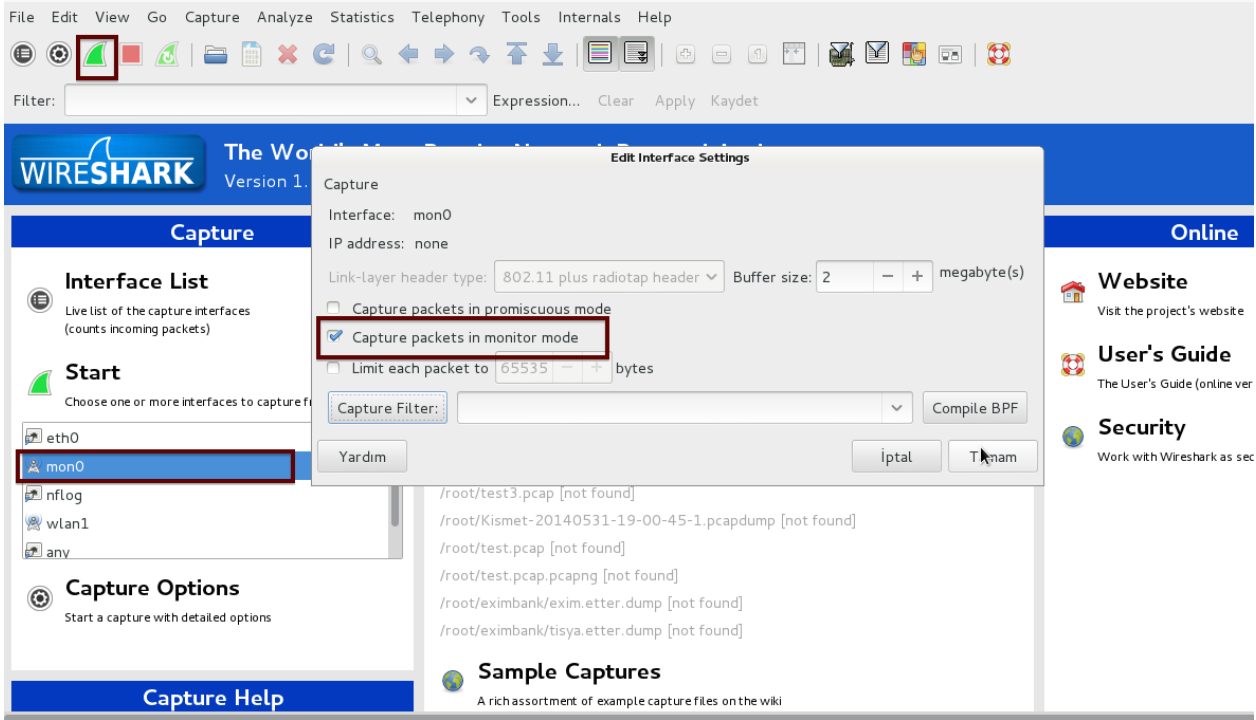 File Edit View Go Capture Analyze Statistics Telephony Tools Internals Help
Filter: Expression... Clear Apply Kaydet
WIRESHARK
The Wor
Version 1.
Edit Interface Settings
Capture
Interface: mon0
IP address: none
Link-layer header type: 802.11 plus radiotap header Buffer size: 2 megabyte(s)
Capture packets in promiscuous mode
Capture packets in monitor mode
Limit each packet to 65535 bytes
Capture Filter: Compile BPF
Yardım İptal
Capture
Interface List
Live list of the capture interfaces
(counts incoming packets)
Start
Choose one or more interfaces to capture
eth0
mon0
nflog
wlan1
any
Capture Options
Start a capture with detailed options
Capture Help
/root/test3.pcap [not found]
/root/Kismet-20140531-19-00-45-1.pcapdump [not found]
/root/test.pcap [not found]
/root/test.pcap.pcapng [not found]
/root/eximbank/exim.etter.dump [not found]
/root/eximbank/tisya.etter.dump [not found]
Sample Captures
A rich assortment of example capture files on the wiki
Online
Website
Visit the project's website
User's Guide
The User's Guide (online ver
Security
Work with Wireshark as sec